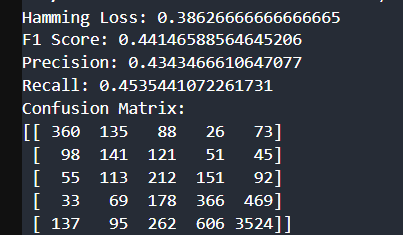 Hamming Loss: 0.38626666666666665
F1 Score: 0.44146588564645206
Precision: 0.4343466610647077
Recall: 0.4535441072261731
Confusion Matrix:
[[ 360  135   88   26   73]
 [  98  141  121   51   45]
 [  55  113  212  151   92]
 [  33   69  178  366  469]
 [ 137   95  262  606 3524]]